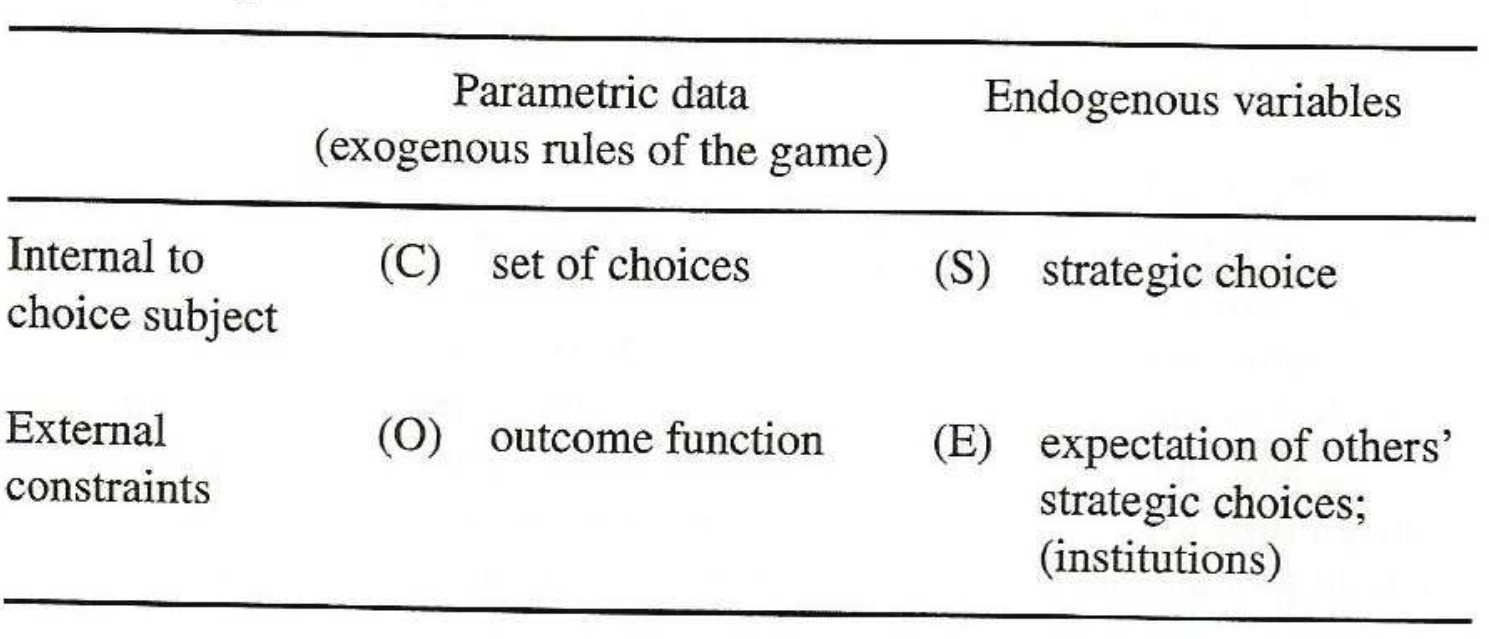 Parametric data
(exogenous rules of the game)
Endogenous variables
Internal to
choice subject
(C) set of choices
(S) strategic choice
External
constraints
(O) outcome function
(E) expectation of others’
strategic choices;
(institutions)